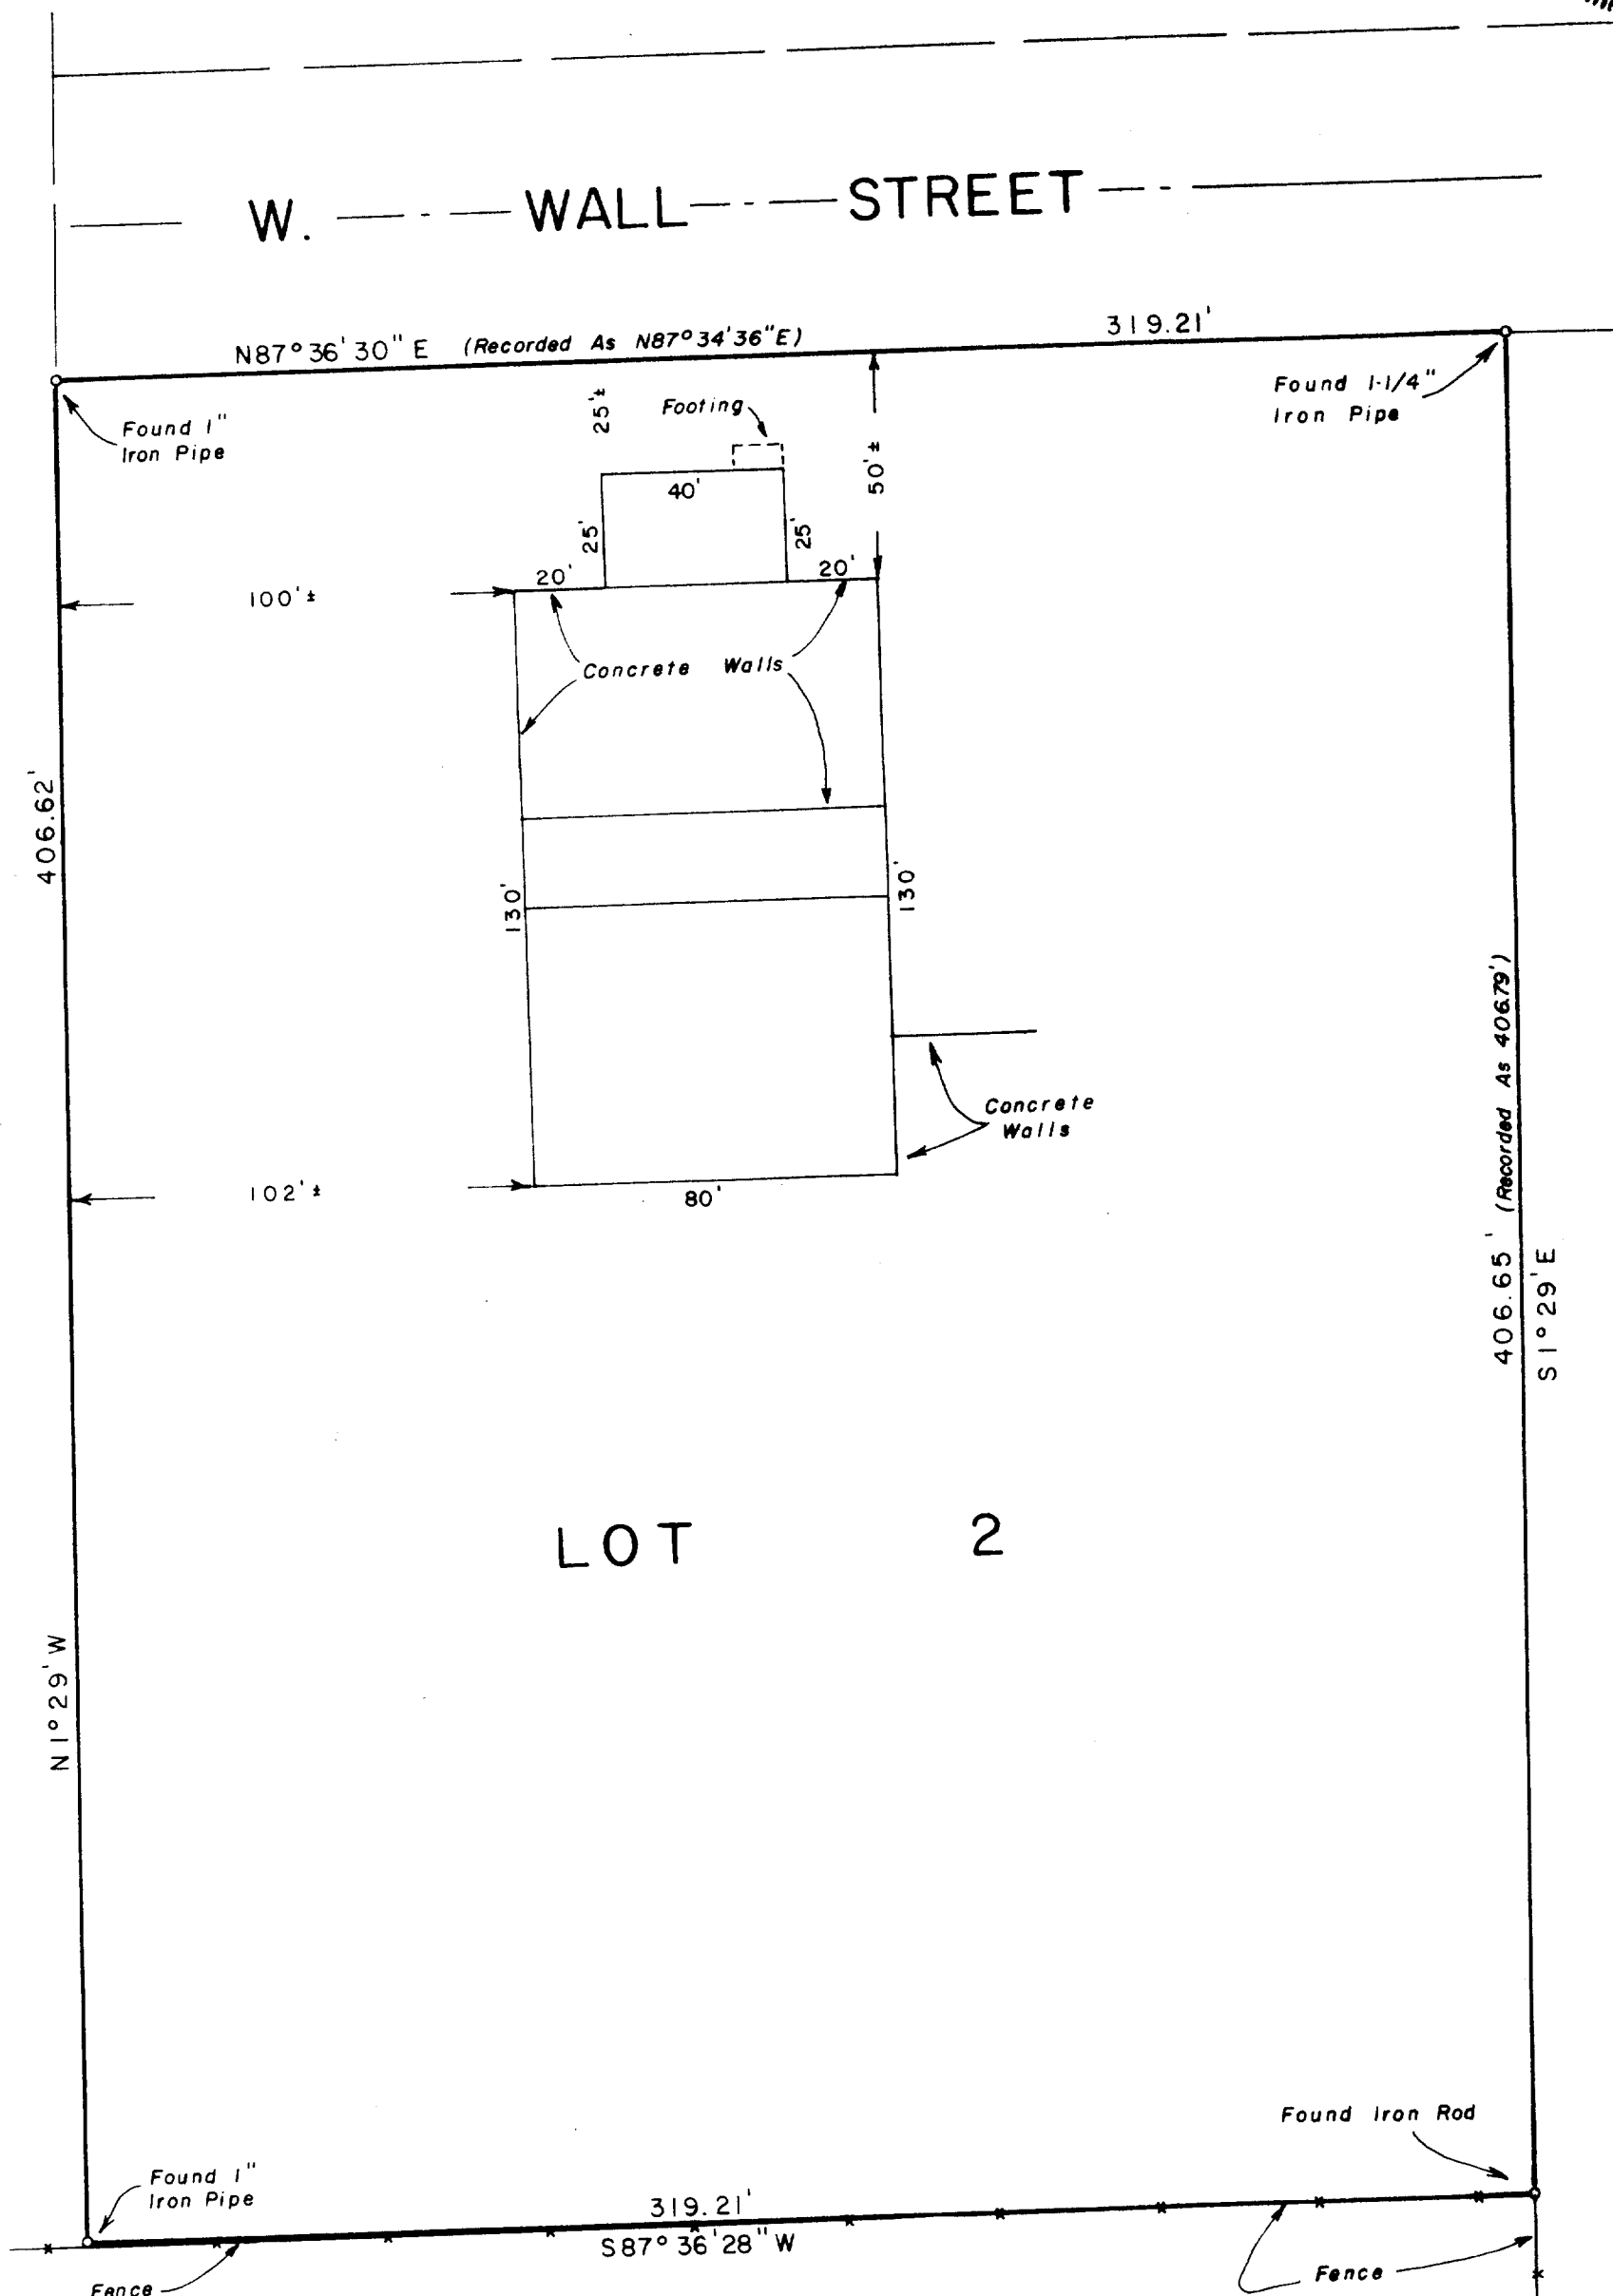 W. WALL STREET
N87°36'30"E (Recorded As N87°34'36"E)
319.21'
Found 1"
Iron Pipe
Found 1-1/4"
Iron Pipe
25'±
Footing
50'±
40'
25'
25'
20'
20'
100'±
Concrete Walls
406.62'
130'
130'
406.65' (Recorded As 406.79')
S1°29'E
Concrete
Walls
102'±
80'
LOT 2
N1°29'W
Found Iron Rod
Found 1"
Iron Pipe
319.21'
S87°36'28"W
Fence
Fence